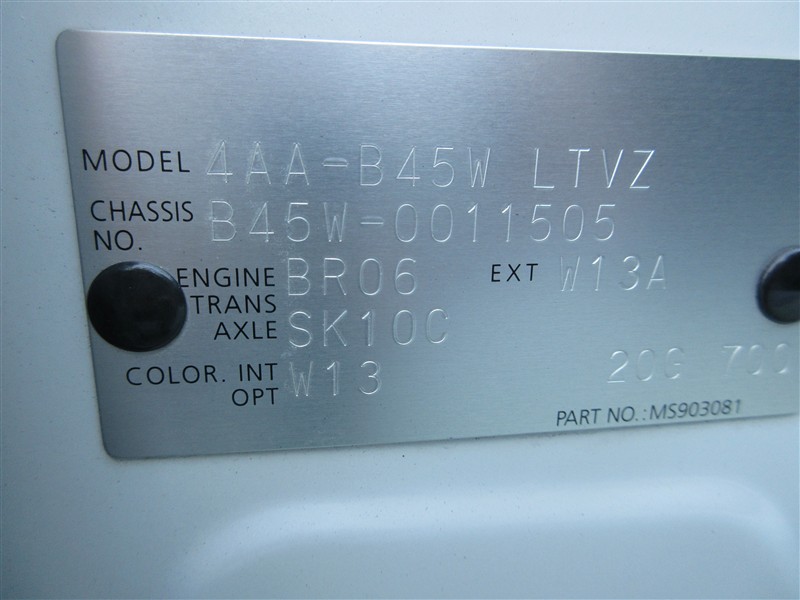 MODEL 4AA-B45W LTVZ
CHASSIS NO. B45W-0011505
ENGINE BR06 EXT W13A
TRANS AXLE SK10C
COLOR. INT W13
OPT 20G 700
PART NO.:MS903081